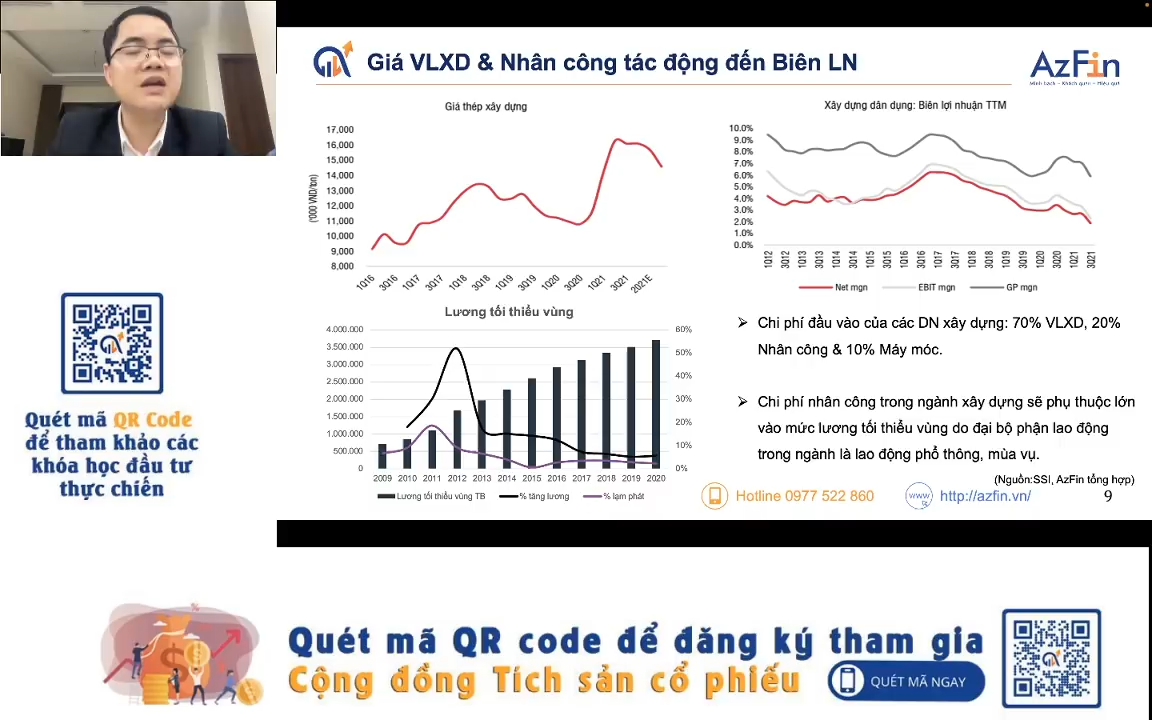 Giá VLXD & Nhân công tác động đến Biên LN
AzFin
Minh bạch - Khách quan - Hiệu quả
Giá thép xây dựng
('000 VND/ton)
17,000
16,000
15,000
14,000
13,000
12,000
11,000
10,000
9,000
8,000
1Q16 3Q16 1Q17 3Q17 1Q18 3Q18 1Q19 3Q19 1Q20 3Q20 1Q21 3Q21 2021E
Xây dựng dân dụng: Biên lợi nhuận TTM
10.0%
9.0%
8.0%
7.0%
6.0%
5.0%
4.0%
3.0%
2.0%
1.0%
0.0%
1Q12 3Q12 1Q13 3Q13 1Q14 3Q14 1Q15 3Q15 1Q16 3Q16 1Q17 3Q17 1Q18 3Q18 1Q19 3Q19 1Q20 3Q20 1Q21 3Q21
Net mgn EBIT mgn GP mgn
Lương tối thiểu vùng
4.000.000
3.500.000
3.000.000
2.500.000
2.000.000
1.500.000
1.000.000
500.000
0
60%
50%
40%
30%
20%
10%
0%
2009 2010 2011 2012 2013 2014 2015 2016 2017 2018 2019 2020
Lương tối thiểu vùng TB % tăng lương % lạm phát
➢ Chi phí đầu vào của các DN xây dựng: 70% VLXD, 20%
Nhân công & 10% Máy móc.
➢ Chi phí nhân công trong ngành xây dựng sẽ phụ thuộc lớn
vào mức lương tối thiểu vùng do đại bộ phận lao động
trong ngành là lao động phổ thông, mùa vụ.
(Nguồn:SSI, AzFin tổng hợp)
Hotline 0977 522 860
www
http://azfin.vn/
9
Quét mã QR Code
để tham khảo các
khóa học đầu tư
thực chiến
Quét mã QR code để đăng ký tham gia
Cộng đồng Tích sản cổ phiếu
QUÉT MÃ NGAY